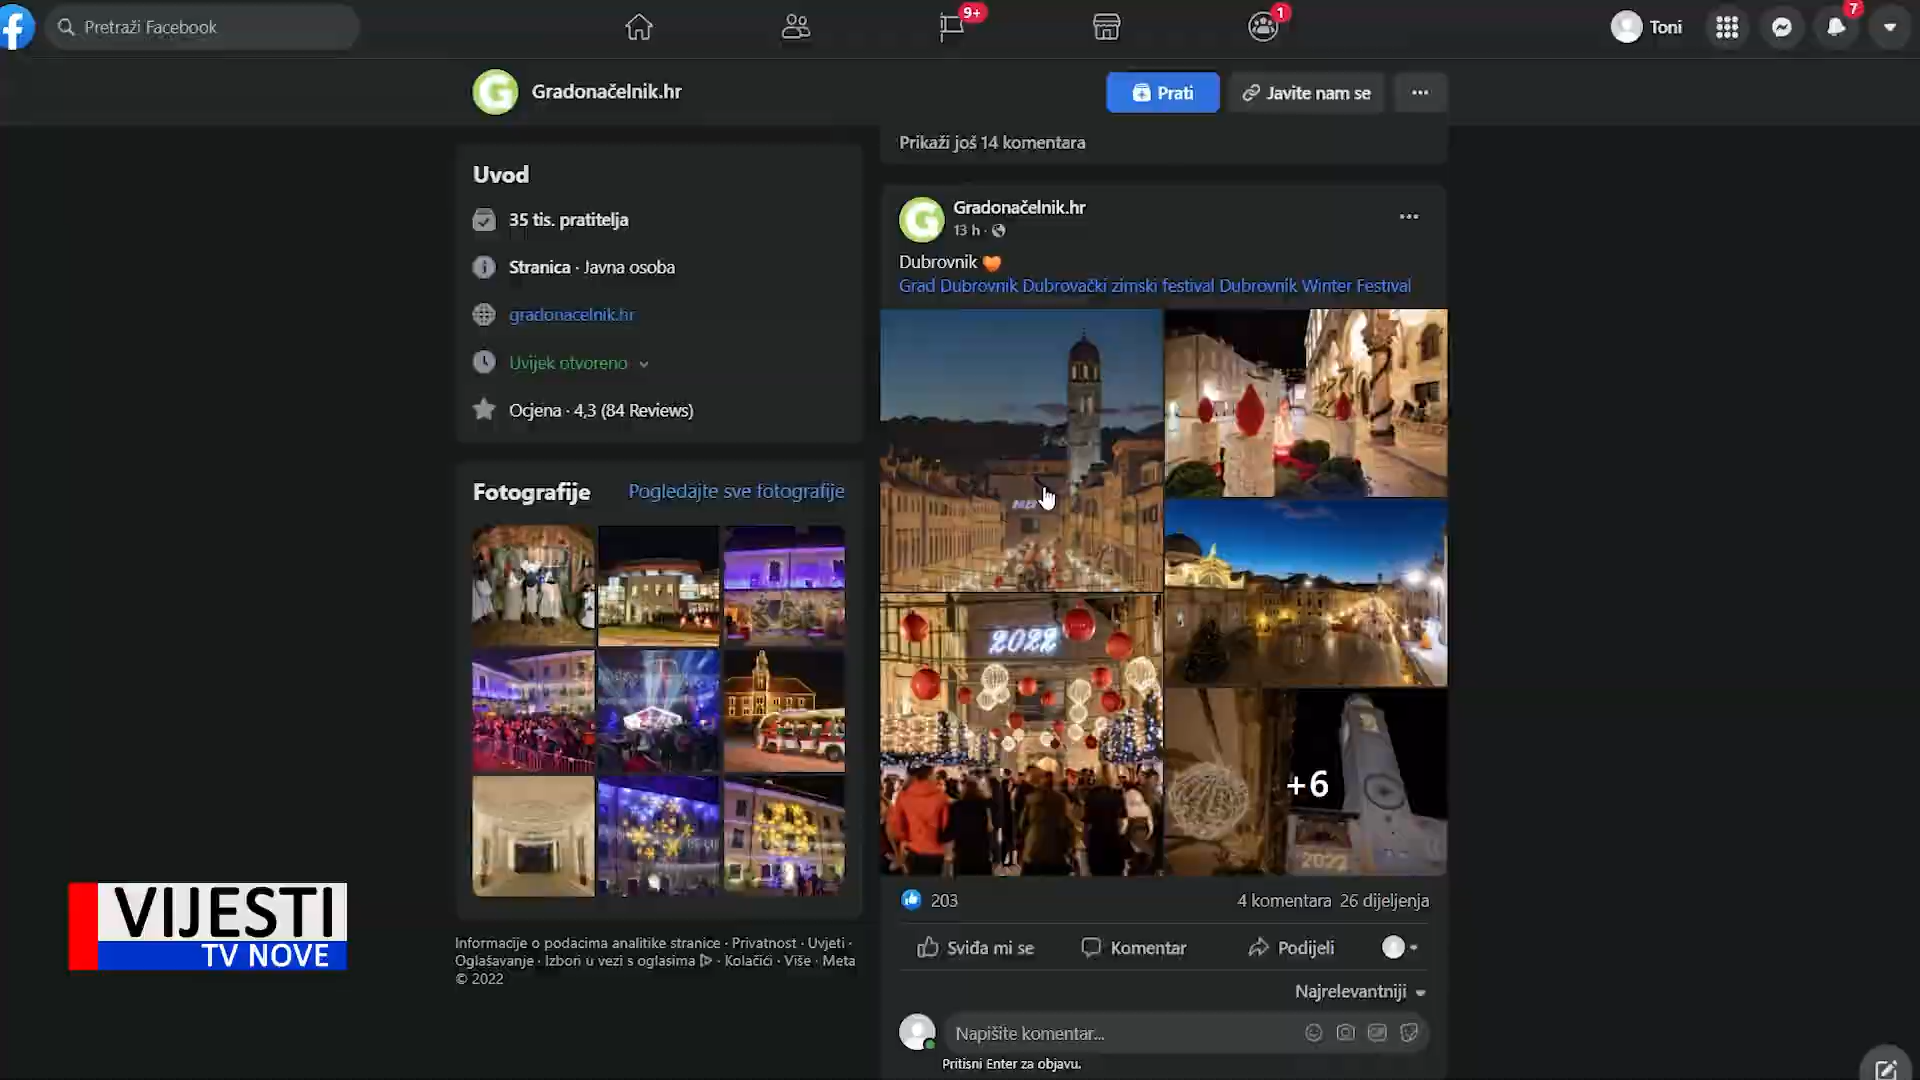 Pretraži Facebook
9+
1
Toni
7
Gradonačelnik.hr
Prati
Javite nam se
Prikaži još 14 komentara
Uvod
35 tis. pratitelja
Stranica · Javna osoba
gradonacelnik.hr
Uvijek otvoreno
Ocjena · 4,3 (84 Reviews)
Fotografije
Pogledajte sve fotografije
Informacije o podacima analitike stranice · Privatnost · Uvjeti ·
Oglašavanje · Izbori u vezi s oglasima · Kolačići · Više · Meta
© 2022
Gradonačelnik.hr
13 h ·
Dubrovnik
Grad Dubrovnik Dubrovački zimski festival Dubrovnik Winter Festival
2022
2022
+6
2022
203
4 komentara 26 dijeljenja
Sviđa mi se
Komentar
Podijeli
Najrelevantniji
Napišite komentar...
Pritisni Enter za objavu.
VIJESTI
TV NOVE